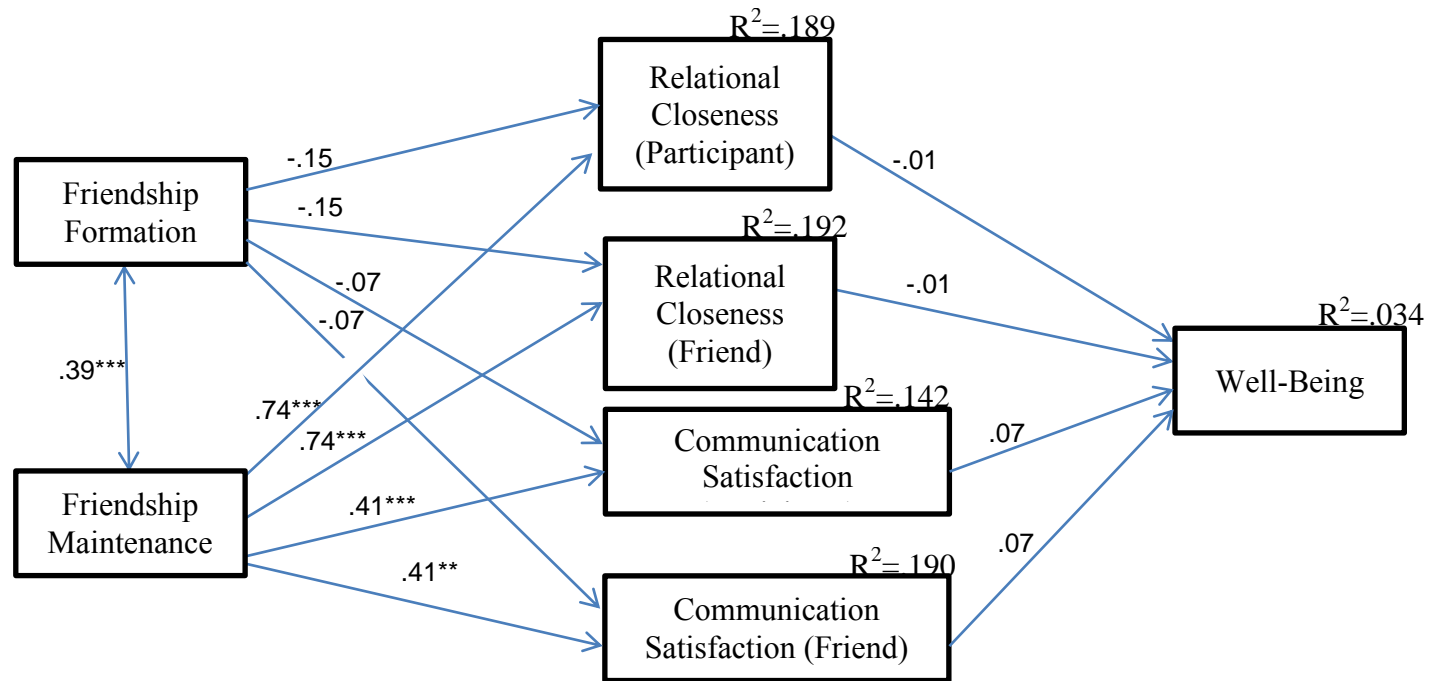 R²=.189
Relational
Closeness
(Participant)
-.15
-.01
Friendship
Formation
-.15
R²=.192
Relational
Closeness
(Friend)
-.07
-.07
-.01
R²=.034
Well-Being
.39***
.74***
.74***
R²=.142
Communication
Satisfaction
.07
Friendship
Maintenance
.41***
.41**
R²=.190
Communication
Satisfaction (Friend)
.07